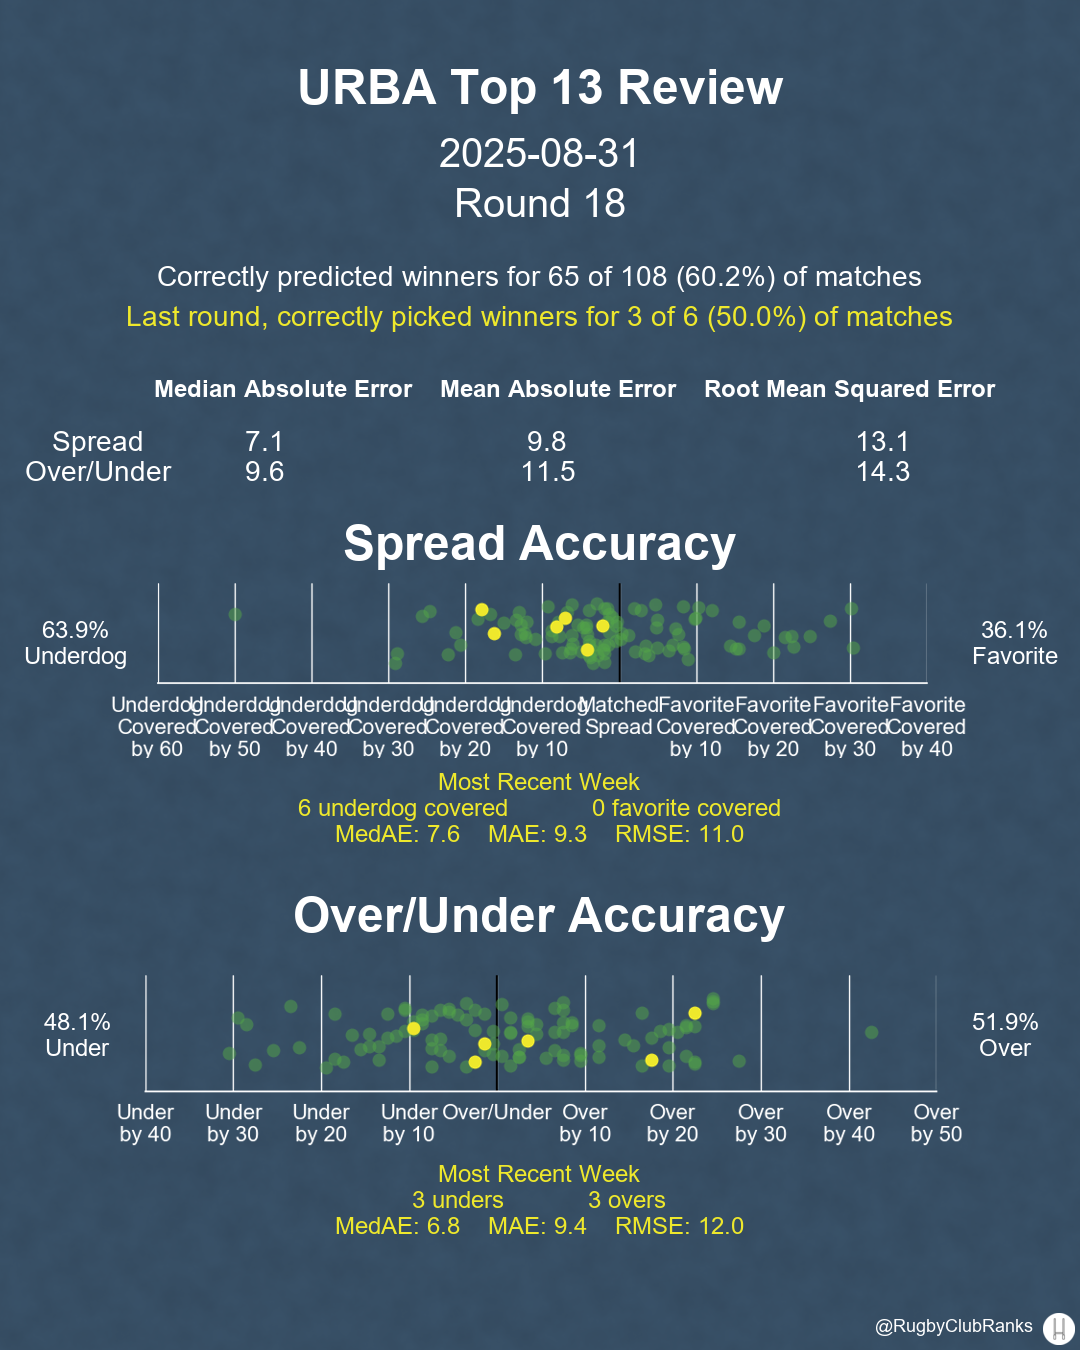 URBA Top 13 Review
2025-08-31
Round 18
Correctly predicted winners for 65 of 108 (60.2%) of matches
Last round, correctly picked winners for 3 of 6 (50.0%) of matches
Median Absolute Error Mean Absolute Error Root Mean Squared Error
Spread 7.1 9.8 13.1
Over/Under 9.6 11.5 14.3
Spread Accuracy
63.9% 36.1%
Underdog Favorite
Underdog Underdog Underdog Underdog Underdog Underdog Matched Favorite Favorite Favorite Favorite
Covered Covered Covered Covered Covered Covered Spread Covered Covered Covered Covered
by 60 by 50 by 40 by 30 by 20 by 10 by 10 by 20 by 30 by 40
Most Recent Week
6 underdog covered 0 favorite covered
MedAE: 7.6 MAE: 9.3 RMSE: 11.0
Over/Under Accuracy
48.1% 51.9%
Under Over
Under Under Under Under Over/Under Over Over Over Over Over
by 40 by 30 by 20 by 10 by 10 by 20 by 30 by 40 by 50
Most Recent Week
3 unders 3 overs
MedAE: 6.8 MAE: 9.4 RMSE: 12.0
@RugbyClubRanks